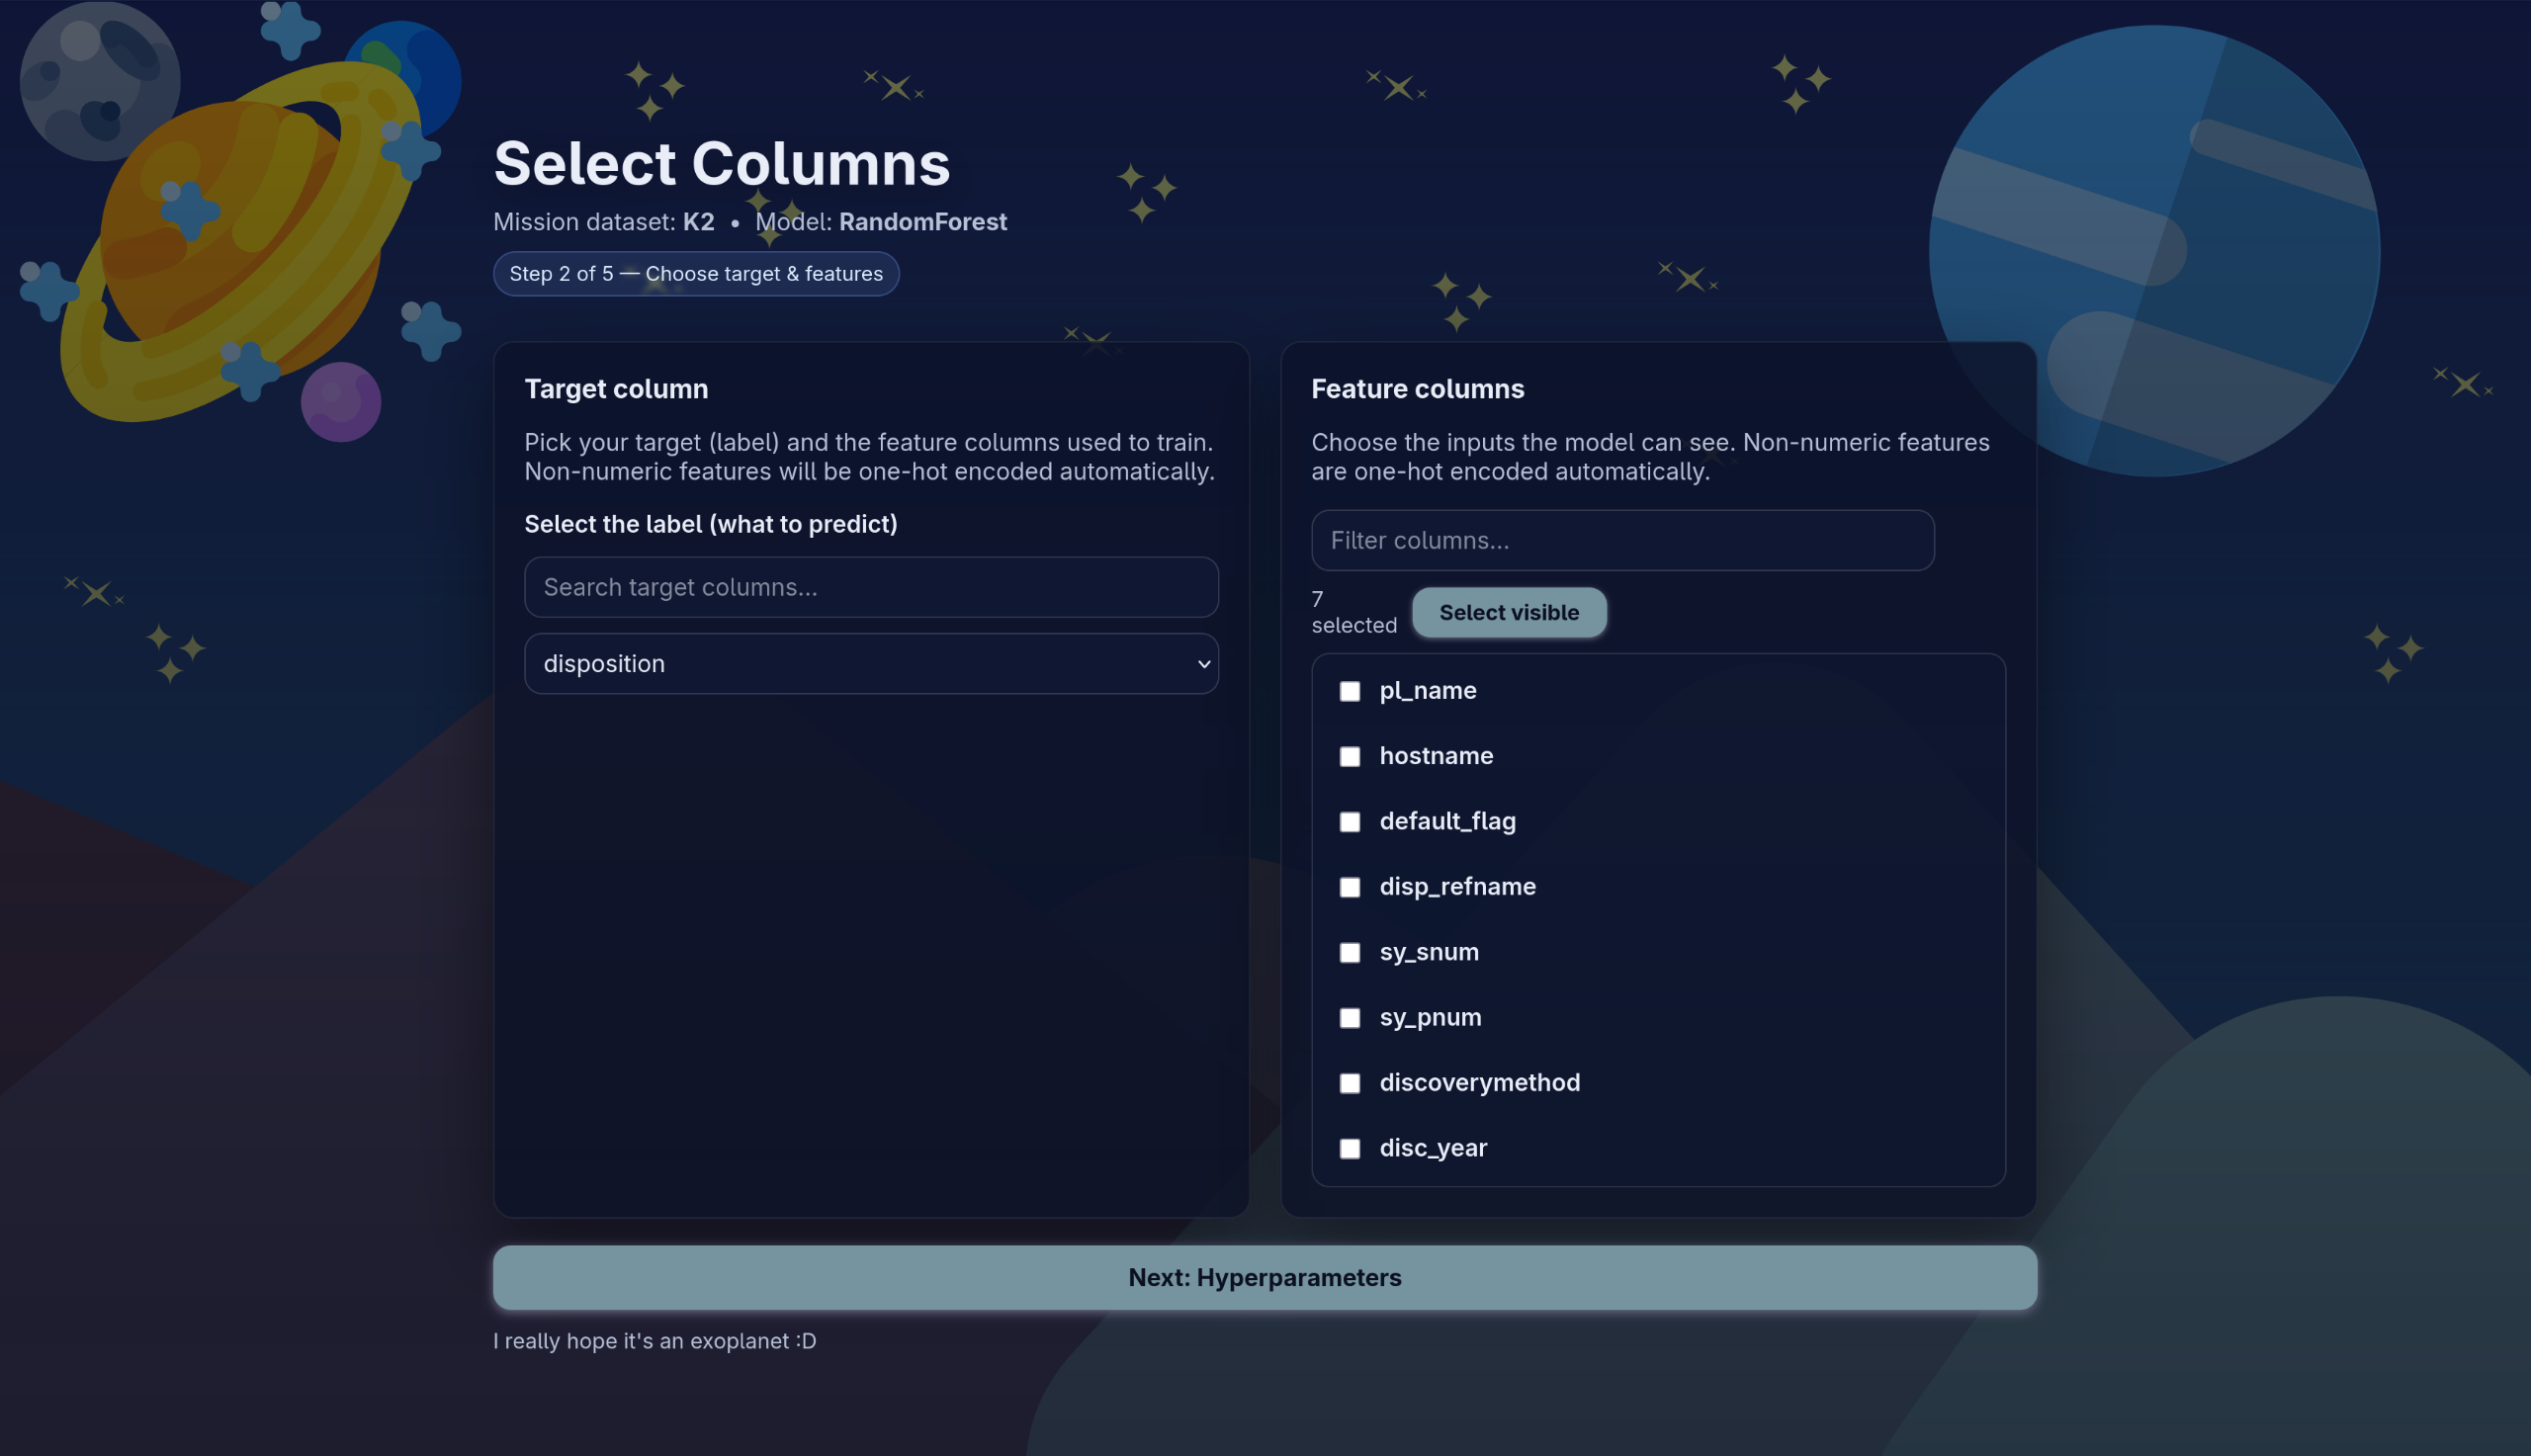 Select Columns
Mission dataset: K2 • Model: RandomForest
Step 2 of 5 — Choose target & features
Target column
Pick your target (label) and the feature columns used to train.
Non-numeric features will be one-hot encoded automatically.
Select the label (what to predict)
Search target columns...
disposition
Feature columns
Choose the inputs the model can see. Non-numeric features
are one-hot encoded automatically.
Filter columns...
7
selected
Select visible
pl_name
hostname
default_flag
disp_refname
sy_snum
sy_pnum
discoverymethod
disc_year
Next: Hyperparameters
I really hope it's an exoplanet :D